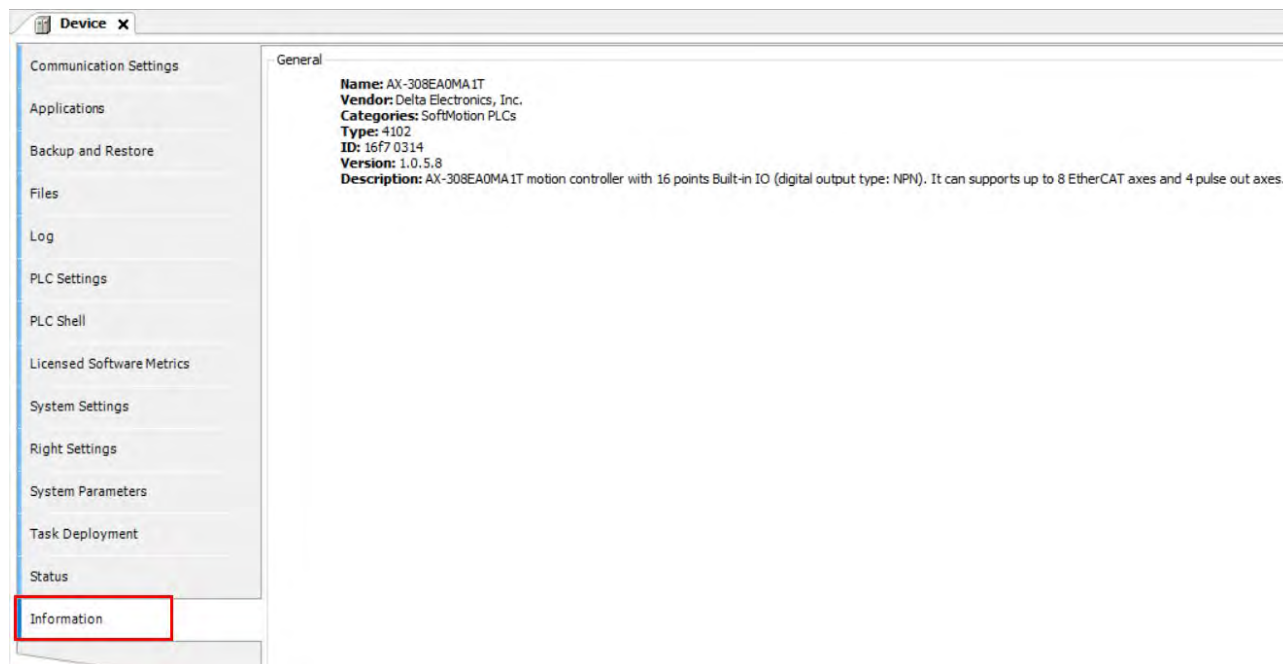 Device
Communication Settings
Applications
Backup and Restore
Files
Log
PLC Settings
PLC Shell
Licensed Software Metrics
System Settings
Right Settings
System Parameters
Task Deployment
Status
Information
General
Name: AX-308EA0MA1T
Vendor: Delta Electronics, Inc.
Categories: SoftMotion PLCs
Type: 4102
ID: 16f7 0314
Version: 1.0.5.8
Description: AX-308EA0MA1T motion controller with 16 points Built-in IO (digital output type: NPN). It can supports up to 8 EtherCAT axes and 4 pulse out axes.